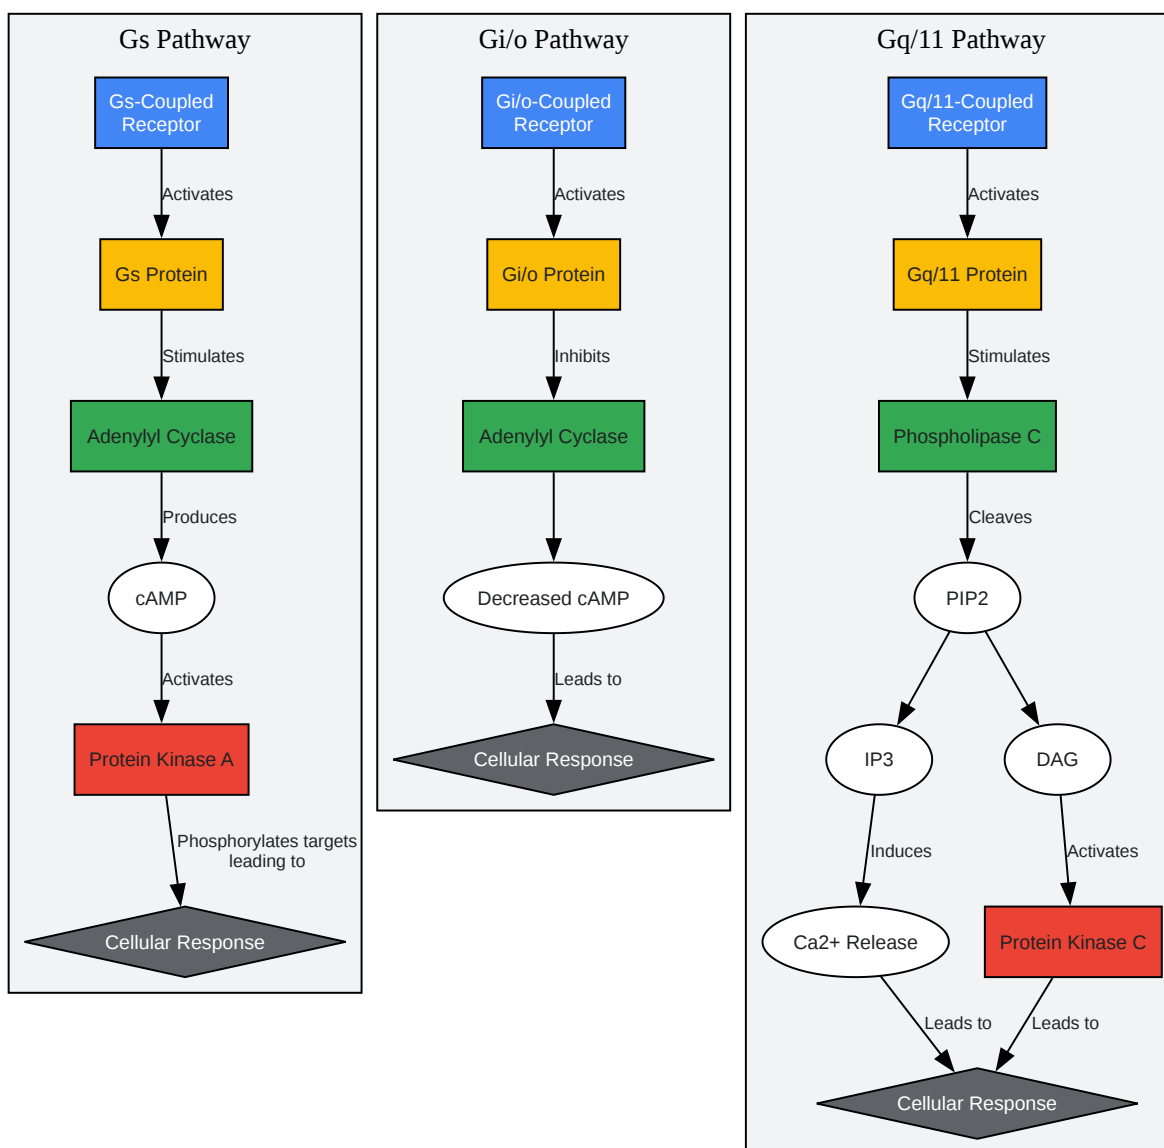 Gs Pathway
Gs-Coupled
Receptor
Activates
Gs Protein
Stimulates
Adenylyl Cyclase
Produces
cAMP
Activates
Protein Kinase A
Phosphorylates targets
leading to
Cellular Response
Gi/o Pathway
Gi/o-Coupled
Receptor
Activates
Gi/o Protein
Inhibits
Adenylyl Cyclase
Decreased cAMP
Leads to
Cellular Response
Gq/11 Pathway
Gq/11-Coupled
Receptor
Activates
Gq/11 Protein
Stimulates
Phospholipase C
Cleaves
PIP2
IP3
DAG
Induces
Activates
Ca2+ Release
Protein Kinase C
Leads to
Leads to
Cellular Response